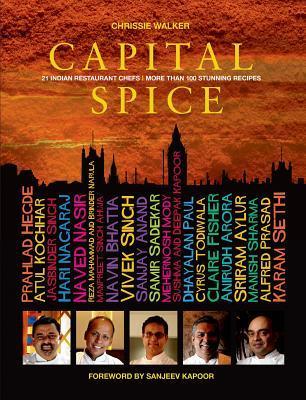 CHRISSIE WALKER
CAPITAL
21 INDIAN RESTAURANT CHEFS | MORE THAN 100 STUNNING RECIPES
SPICE
PRAHLAD HEGDE
ATUL KOCHHAR
JASBINDER SINGH
HARI NAGARAJ
NAVED NASIR
REZA MAHAMMAD AND BRINDER NARULA
MANPREET SINGH AHUJA
NAVIN BHATIA
VIVEK SINGH
SANJAY ANAND
MEHERNOSH MODY
SUSHMA AND DEEPAK KAPOOR
DHAYALAN PAUL
CYRUS TODIWALA
CLAIRE FISHER
ANIRUDH ARORA
SRIRAM AYLUR
MANISH SHARMA
ALFRED PRASAD
KARAM SETHI
FOREWORD BY SANJEEV KAPOOR